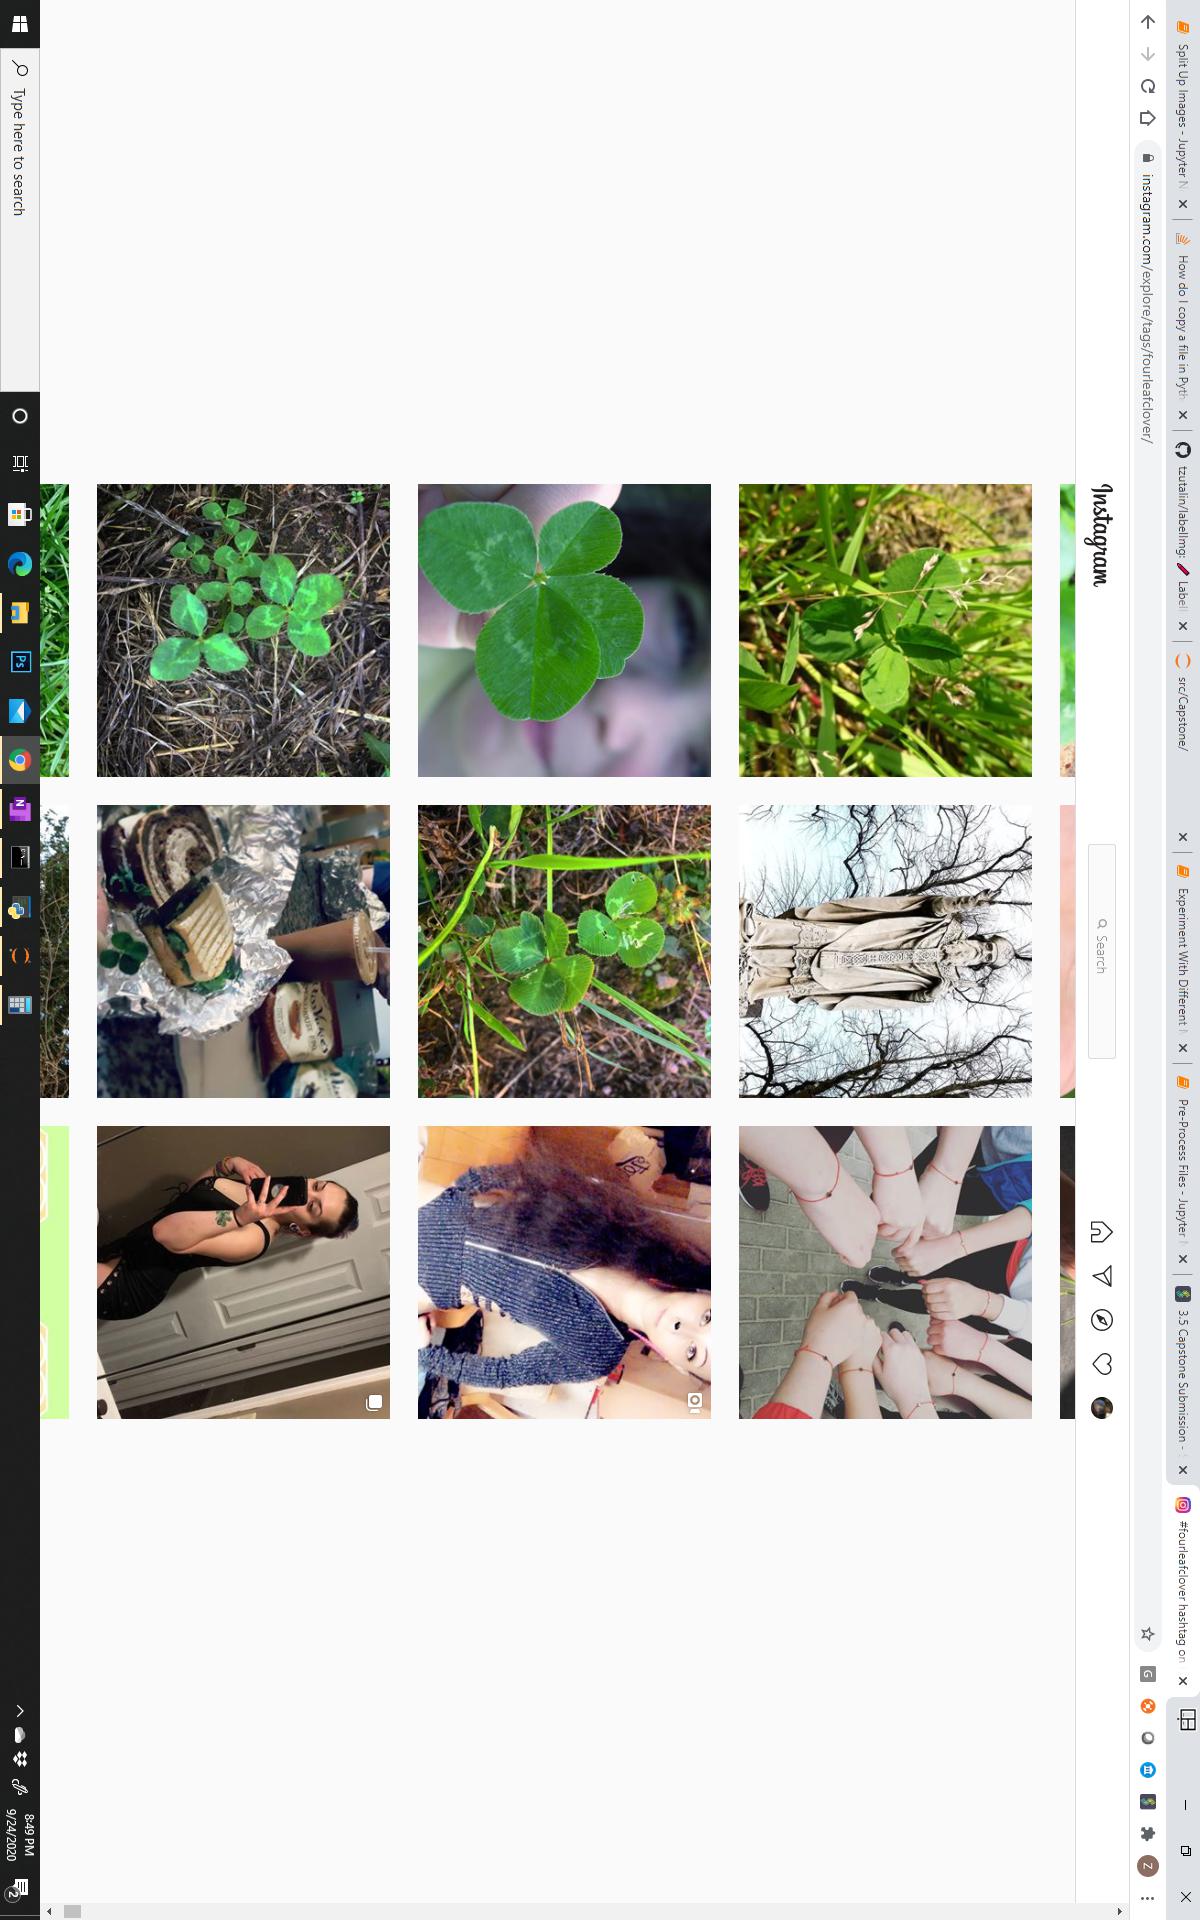 Split Up Images - Jupyter N
How do I copy a file in Pyth
tzutalin/labelImg: Label
src/Capstone/
Experiment With Different
Pre-Process Files - Jupyter
3.5 Capstone Submission -
#fourleafclover hashtag on
instagram.com/explore/tags/fourleafclover/
G
Z
Instagram
Search
Type here to search
Ps
N
8:49 PM
9/24/2020
2